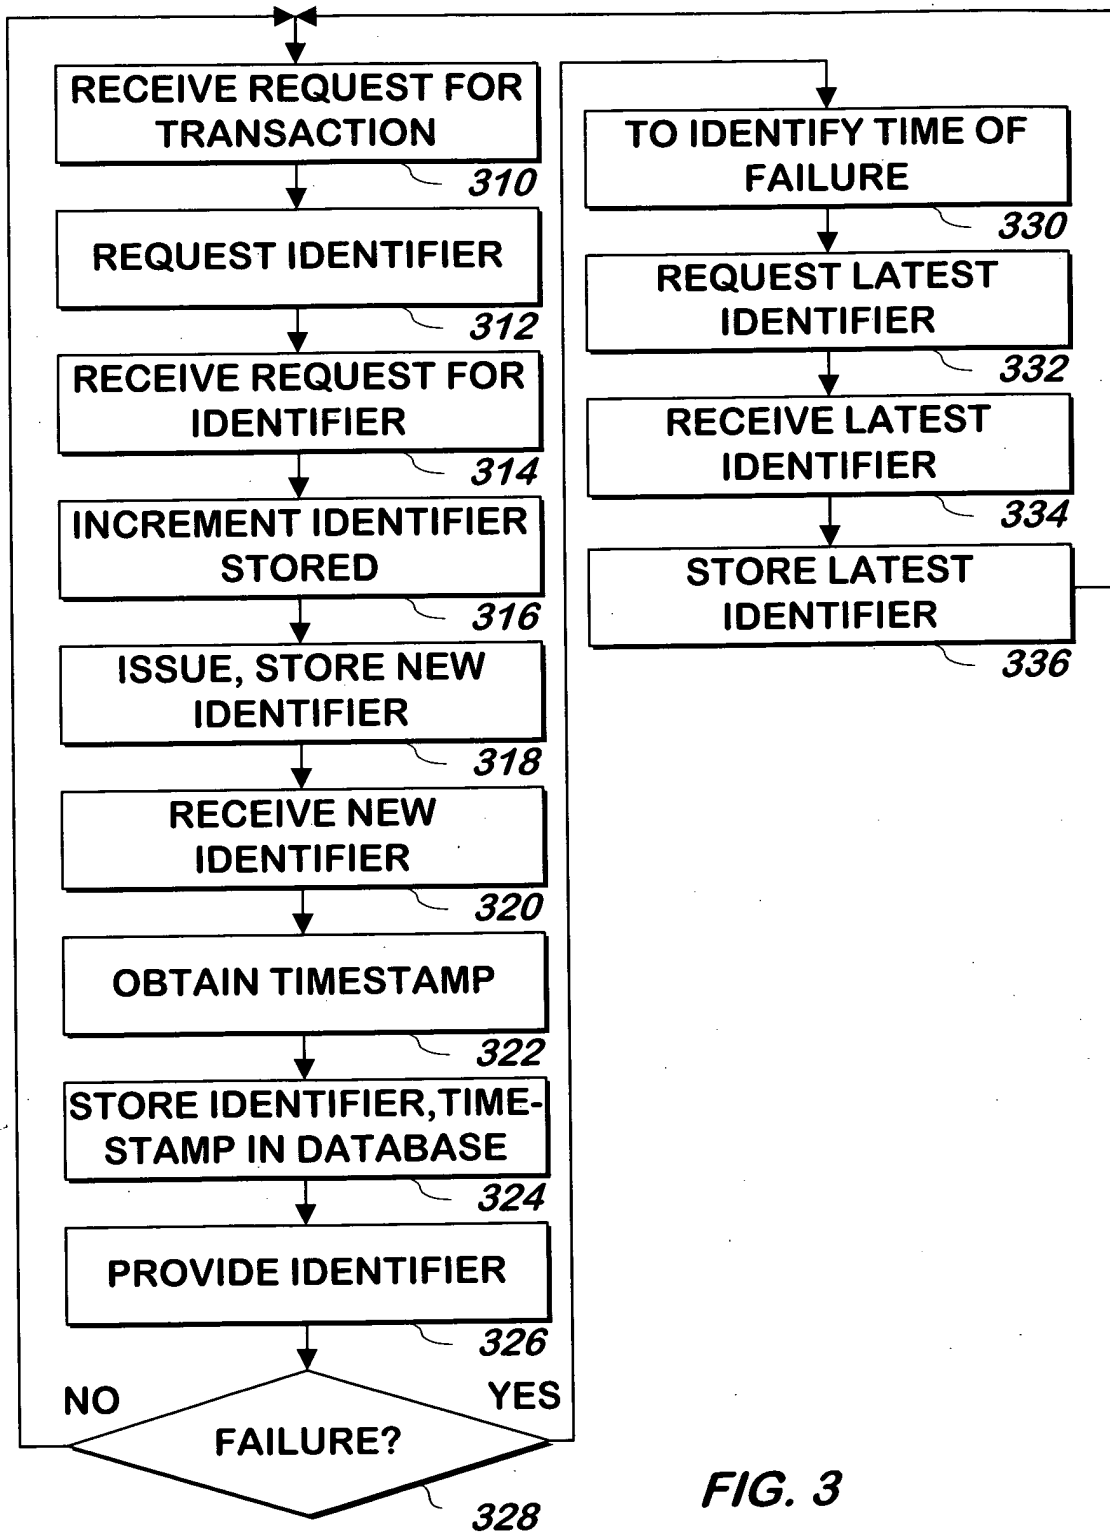 RECEIVE REQUEST FOR
TRANSACTION
310
REQUEST IDENTIFIER
312
RECEIVE REQUEST FOR
IDENTIFIER
314
INCREMENT IDENTIFIER
STORED
316
ISSUE, STORE NEW
IDENTIFIER
318
RECEIVE NEW
IDENTIFIER
320
OBTAIN TIMESTAMP
322
STORE IDENTIFIER,TIME-
STAMP IN DATABASE
324
PROVIDE IDENTIFIER
326
NO
YES
FAILURE?
328
TO IDENTIFY TIME OF
FAILURE
330
REQUEST LATEST
IDENTIFIER
332
RECEIVE LATEST
IDENTIFIER
334
STORE LATEST
IDENTIFIER
336
FIG. 3